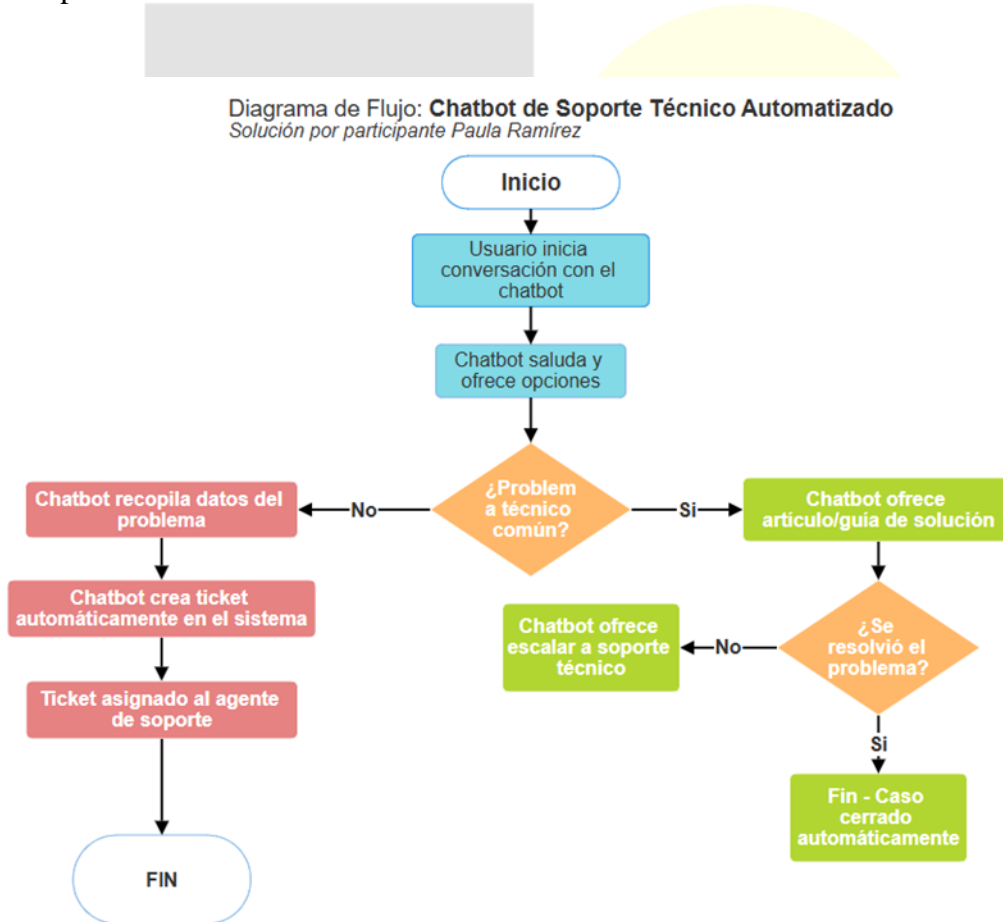 Diagrama de Flujo: Chatbot de Soporte Técnico Automatizado
Solución por participante Paula Ramírez
Inicio
Usuario inicia
conversación con el
chatbot
Chatbot saluda y
ofrece opciones
¿Problem
a técnico
común?
No
Si
Chatbot recopila datos del
problema
Chatbot ofrece
artículo/guía de solución
Chatbot crea ticket
automáticamente en el sistema
¿Se
resolvió el
problema?
No
Chatbot ofrece
escalar a soporte
técnico
Ticket asignado al agente
de soporte
Si
Fin - Caso
cerrado
automáticamente
FIN